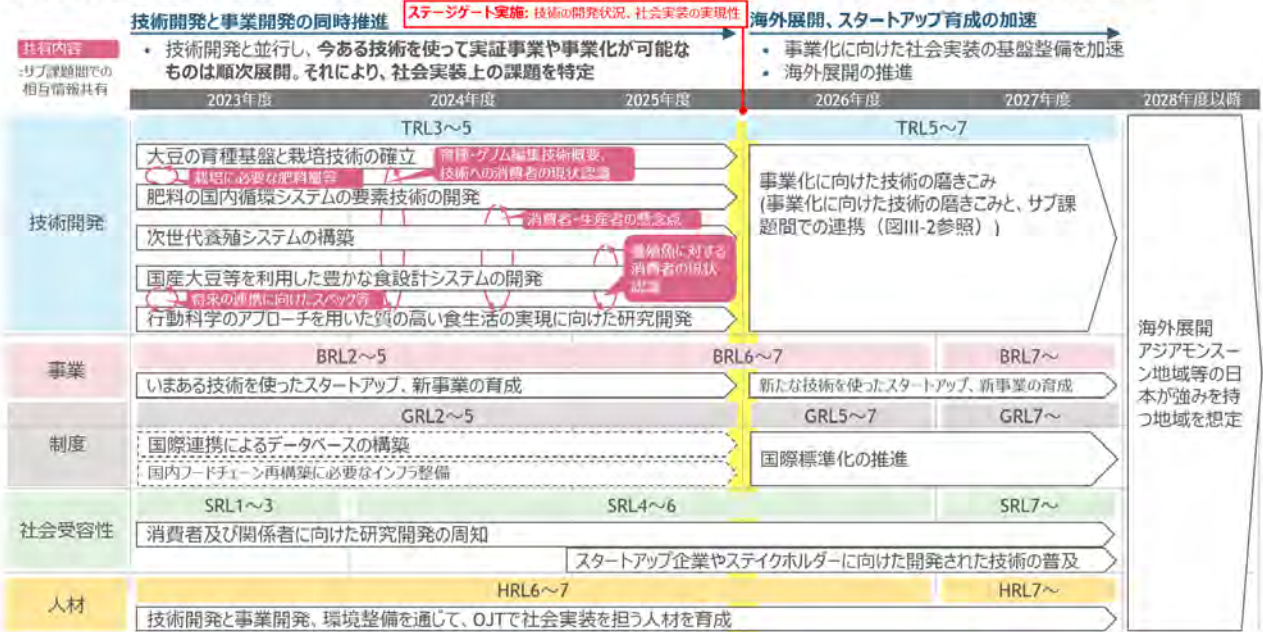 技術開発と事業開発の同時推進
ステージゲート実施: 技術の開発状況、社会実装の実現性
海外展開、スタートアップ育成の加速
共有内容
:サブ課題間での
相互情報共有
• 技術開発と並行し、今ある技術を使って実証事業や事業化が可能な
ものは順次展開。それにより、社会実装上の課題を特定
• 事業化に向けた社会実装の基盤整備を加速
• 海外展開の推進
2023年度
2024年度
2025年度
2026年度
2027年度
2028年度以降
技術開発
TRL3～5
TRL5～7
大豆の育種基盤と栽培技術の確立
育種・ゲノム編集技術概要、
技術への消費者の現状認識
栽培に必要な肥料量容
肥料の国内循環システムの要素技術の開発
消費者・生産者の懸念点
次世代養殖システムの構築
養殖魚に対する
消費者の現状
認識
国産大豆等を利用した豊かな食設計システムの開発
将来の連携に向けたスペック等
行動科学のアプローチを用いた質の高い食生活の実現に向けた研究開発
事業化に向けた技術の磨きこみ
(事業化に向けた技術の磨きこみと、サブ課
題間での連携（図III-2参照）)
海外展開
アジアモンスー
ン地域等の日
本が強みを持
つ地域を想定
事業
BRL2～5
BRL6～7
BRL7～
いまある技術を使ったスタートアップ、新事業の育成
新たな技術を使ったスタートアップ、新事業の育成
制度
GRL2～5
GRL5～7
GRL7～
国際連携によるデータベースの構築
国内フードチェーン再構築に必要なインフラ整備
国際標準化の推進
社会受容性
SRL1～3
SRL4～6
SRL7～
消費者及び関係者に向けた研究開発の周知
スタートアップ企業やステイクホルダーに向けた開発された技術の普及
人材
HRL6～7
HRL7～
技術開発と事業開発、環境整備を通じて、OJTで社会実装を担う人材を育成